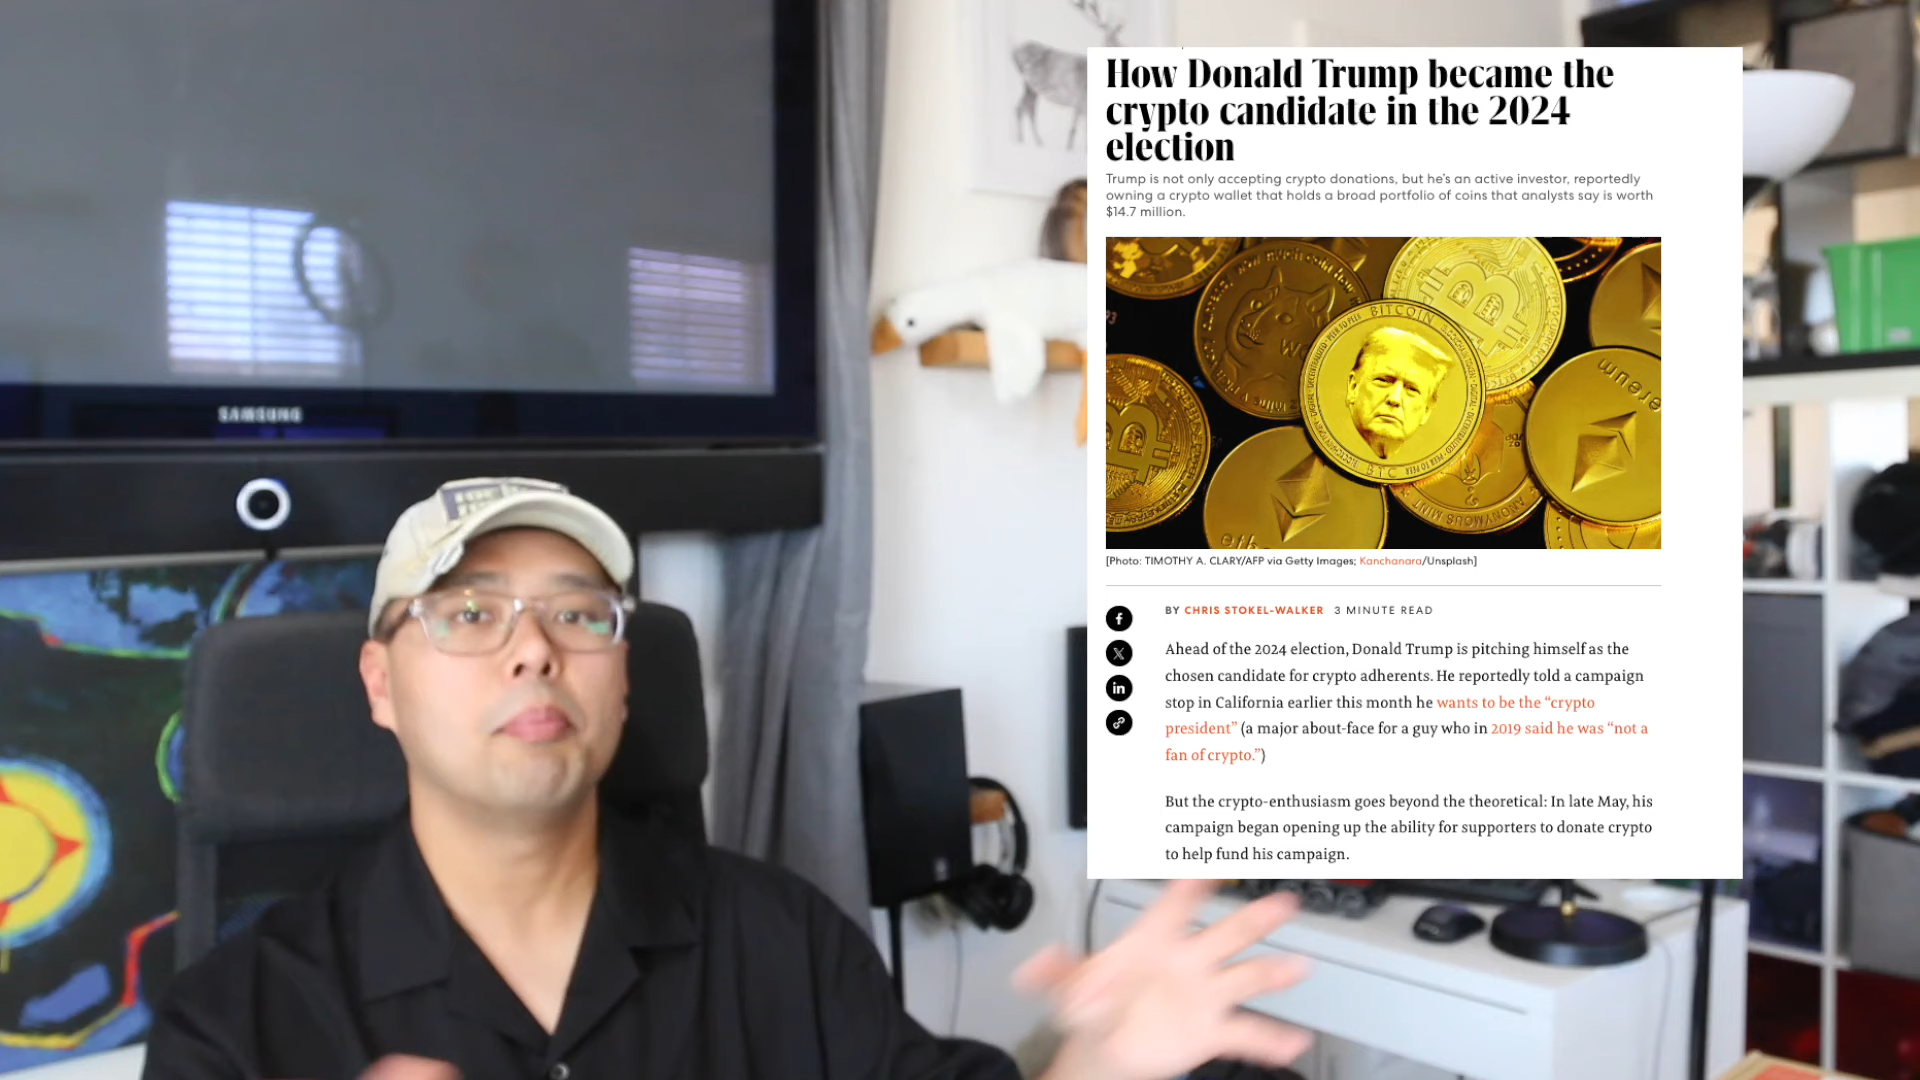 How Donald Trump became the
crypto candidate in the 2024
election
Trump is not only accepting crypto donations, but he's an active investor, reportedly
owning a crypto wallet that holds a broad portfolio of coins that analysts say is worth
$14.7 million.
BITCOIN
BTC
[Photo: TIMOTHY A. CLARY/AFP via Getty Images; Kanchanara/Unsplash]
BY CHRIS STOKEL-WALKER 3 MINUTE READ
Ahead of the 2024 election, Donald Trump is pitching himself as the
chosen candidate for crypto adherents. He reportedly told a campaign
stop in California earlier this month he wants to be the “crypto
president” (a major about-face for a guy who in 2019 said he was “not a
fan of crypto.”)
But the crypto-enthusiasm goes beyond the theoretical: In late May, his
campaign began opening up the ability for supporters to donate crypto
to help fund his campaign.
SAMSUNG